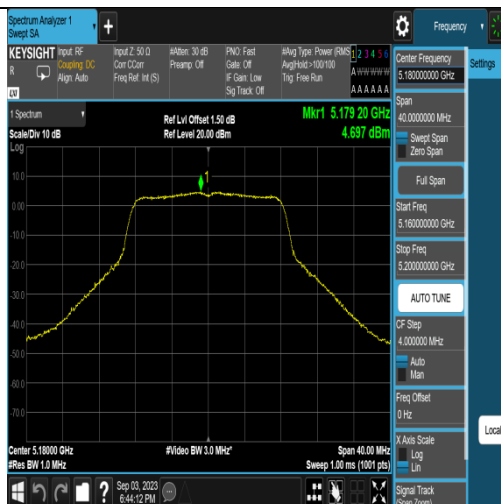 Spectrum Analyzer 1
Swept SA
Frequency
KEYSIGHT
R
Input: RF
Coupling: DC
Align: Auto
Input Z: 50 Ω
Corr CCorr
Freq Ref: Int (S)
#Atten: 30 dB
Preamp: Off
PNO: Fast
Gate: Off
IF Gain: Low
Sig Track: Off
#Avg Type: Power (RMS
Avg|Hold:>100/100
Trig: Free Run
1 2 3 4 5 6
A W W W W W
A A A A A A
1 Spectrum
Scale/Div 10 dB
Log
Ref Lvl Offset 1.50 dB
Ref Level 20.00 dBm
Mkr1 5.179 20 GHz
4.697 dBm
10.0
0.00
-10.0
-20.0
-30.0
-40.0
-50.0
-60.0
-70.0
1
Center 5.18000 GHz
#Res BW 1.0 MHz
#Video BW 3.0 MHz*
Span 40.00 MHz
Sweep 1.00 ms (1001 pts)
Sep 03, 2023
6:44:12 PM
Center Frequency
5.180000000 GHz
Settings
Span
40.0000000 MHz
Swept Span
Zero Span
Full Span
Start Freq
5.160000000 GHz
Stop Freq
5.200000000 GHz
AUTO TUNE
CF Step
4.000000 MHz
Auto
Man
Freq Offset
0 Hz
X Axis Scale
Log
Lin
Local
Signal Track
(Span Zoom)